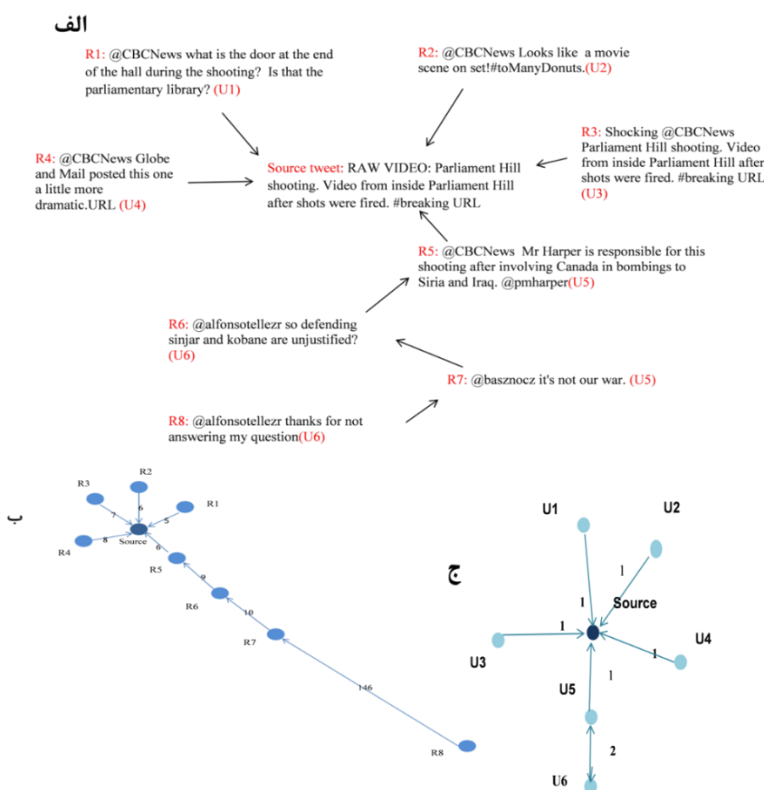 الف
R1: @CBCNews what is the door at the end
of the hall during the shooting?  Is that the
parliamentary library? (U1)
R2: @CBCNews Looks like  a movie
scene on set!#toManyDonuts.(U2)
R3: Shocking @CBCNews
Parliament Hill shooting. Video
from inside Parliament Hill after
shots were fired. #breaking URL
(U3)
R4: @CBCNews Globe
and Mail posted this one
a little more
dramatic.URL (U4)
Source tweet: RAW VIDEO: Parliament Hill
shooting. Video from inside Parliament Hill
after shots were fired. #breaking URL
R5: @CBCNews  Mr Harper is responsible for this
shooting after involving Canada in bombings to
Siria and Iraq. @pmharper(U5)
R6: @alfonsotellezr so defending
sinjar and kobane are unjustified?
(U6)
R7: @basznocz it's not our war. (U5)
R8: @alfonsotellezr thanks for not
answering my question(U6)
ب
R2
R3
R1
6
7
5
8
Source
6
R4
R5
9
R6
10
R7
146
R8
ج
U1
U2
1
1
Source
1
U4
U3
1
1
U5
2
U6